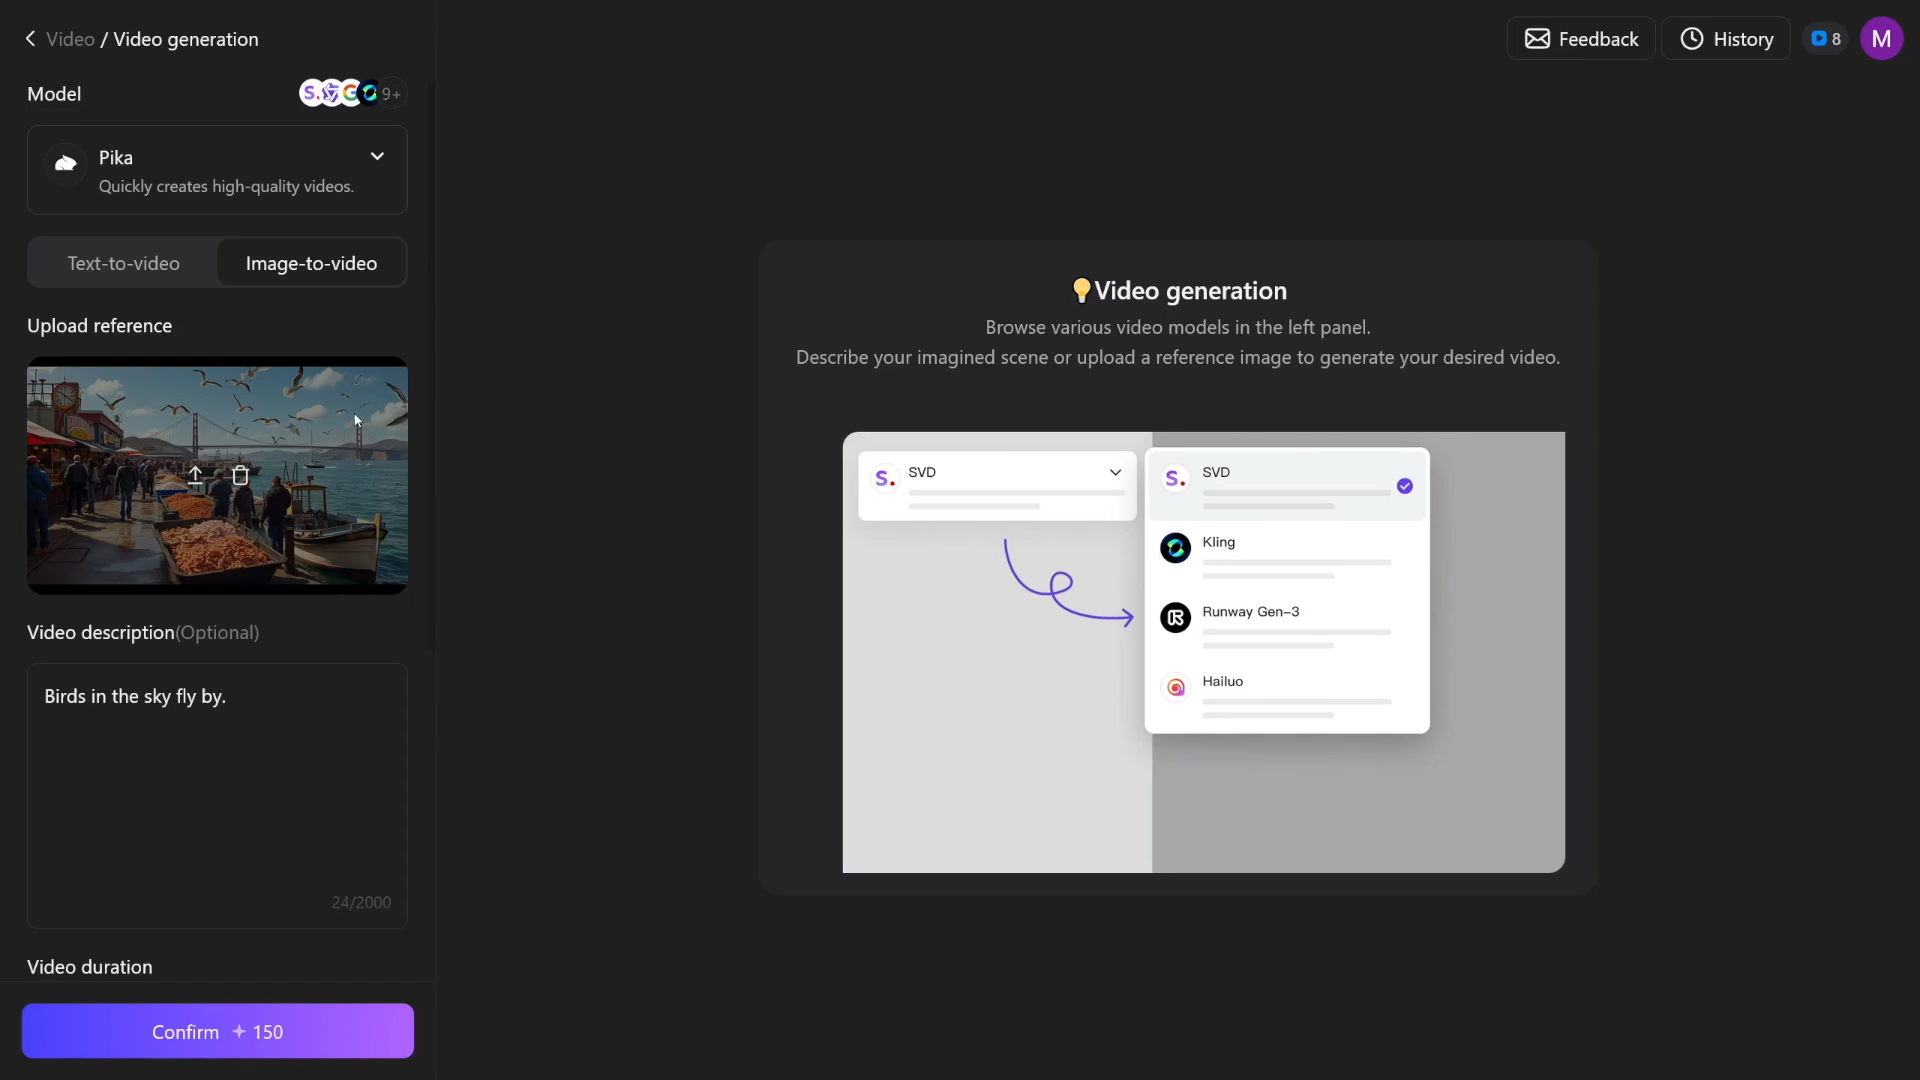 Video / Video generation
Feedback
History
8
M
Model
S.
G
9+
Pika
Quickly creates high-quality videos.
Text-to-video
Image-to-video
Upload reference
Video description(Optional)
Birds in the sky fly by.
24/2000
Video duration
Confirm 150
Video generation
Browse various video models in the left panel.
Describe your imagined scene or upload a reference image to generate your desired video.
S. SVD
S. SVD
Kling
Runway Gen-3
Hailuo